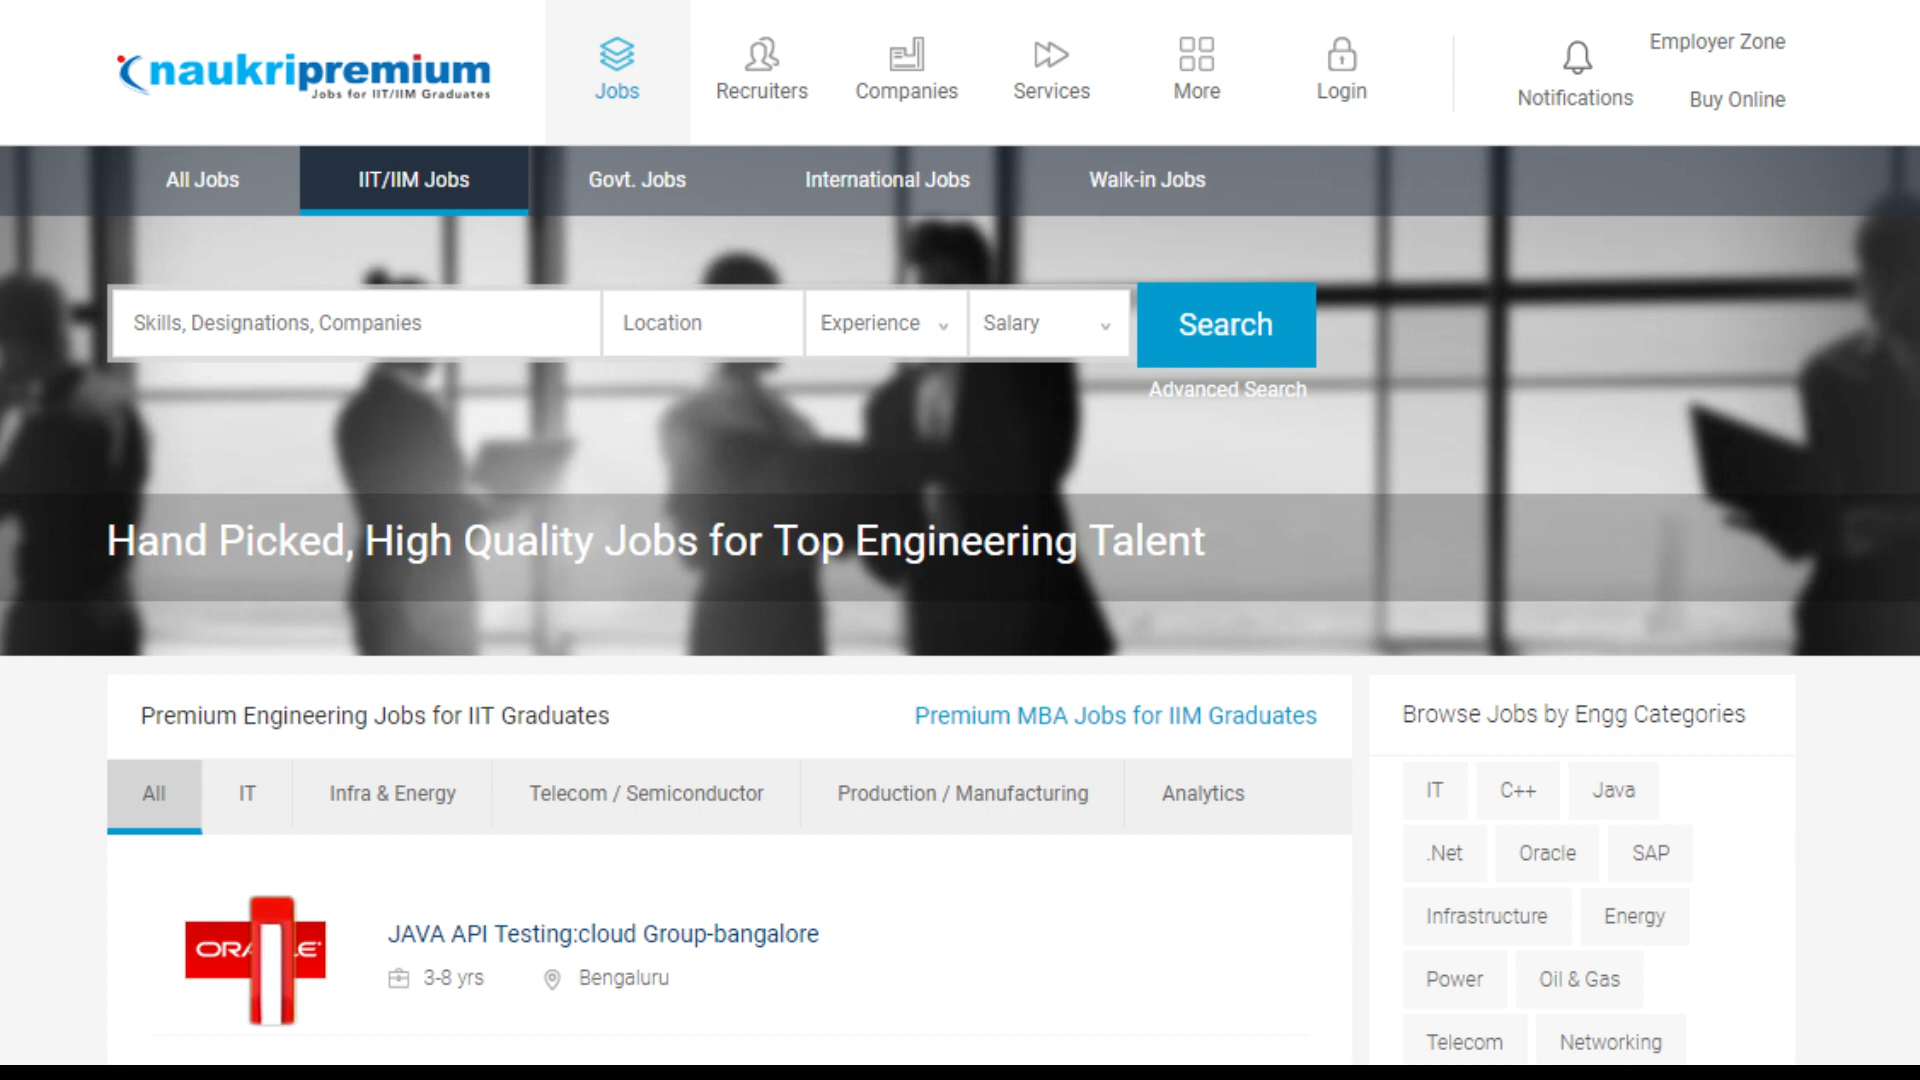 naukripremium
Jobs for IIT/IIM Graduates
Jobs
Recruiters
Companies
Services
More
Login
Notifications
Employer Zone
Buy Online
All Jobs
IIT/IIM Jobs
Govt. Jobs
International Jobs
Walk-in Jobs
Skills, Designations, Companies
Location
Experience
Salary
Search
Advanced Search
Hand Picked, High Quality Jobs for Top Engineering Talent
Premium Engineering Jobs for IIT Graduates
Premium MBA Jobs for IIM Graduates
All
IT
Infra & Energy
Telecom / Semiconductor
Production / Manufacturing
Analytics
JAVA API Testing:cloud Group-bangalore
3-8 yrs
Bengaluru
Browse Jobs by Engg Categories
IT
C++
Java
.Net
Oracle
SAP
Infrastructure
Energy
Power
Oil & Gas
Telecom
Networking